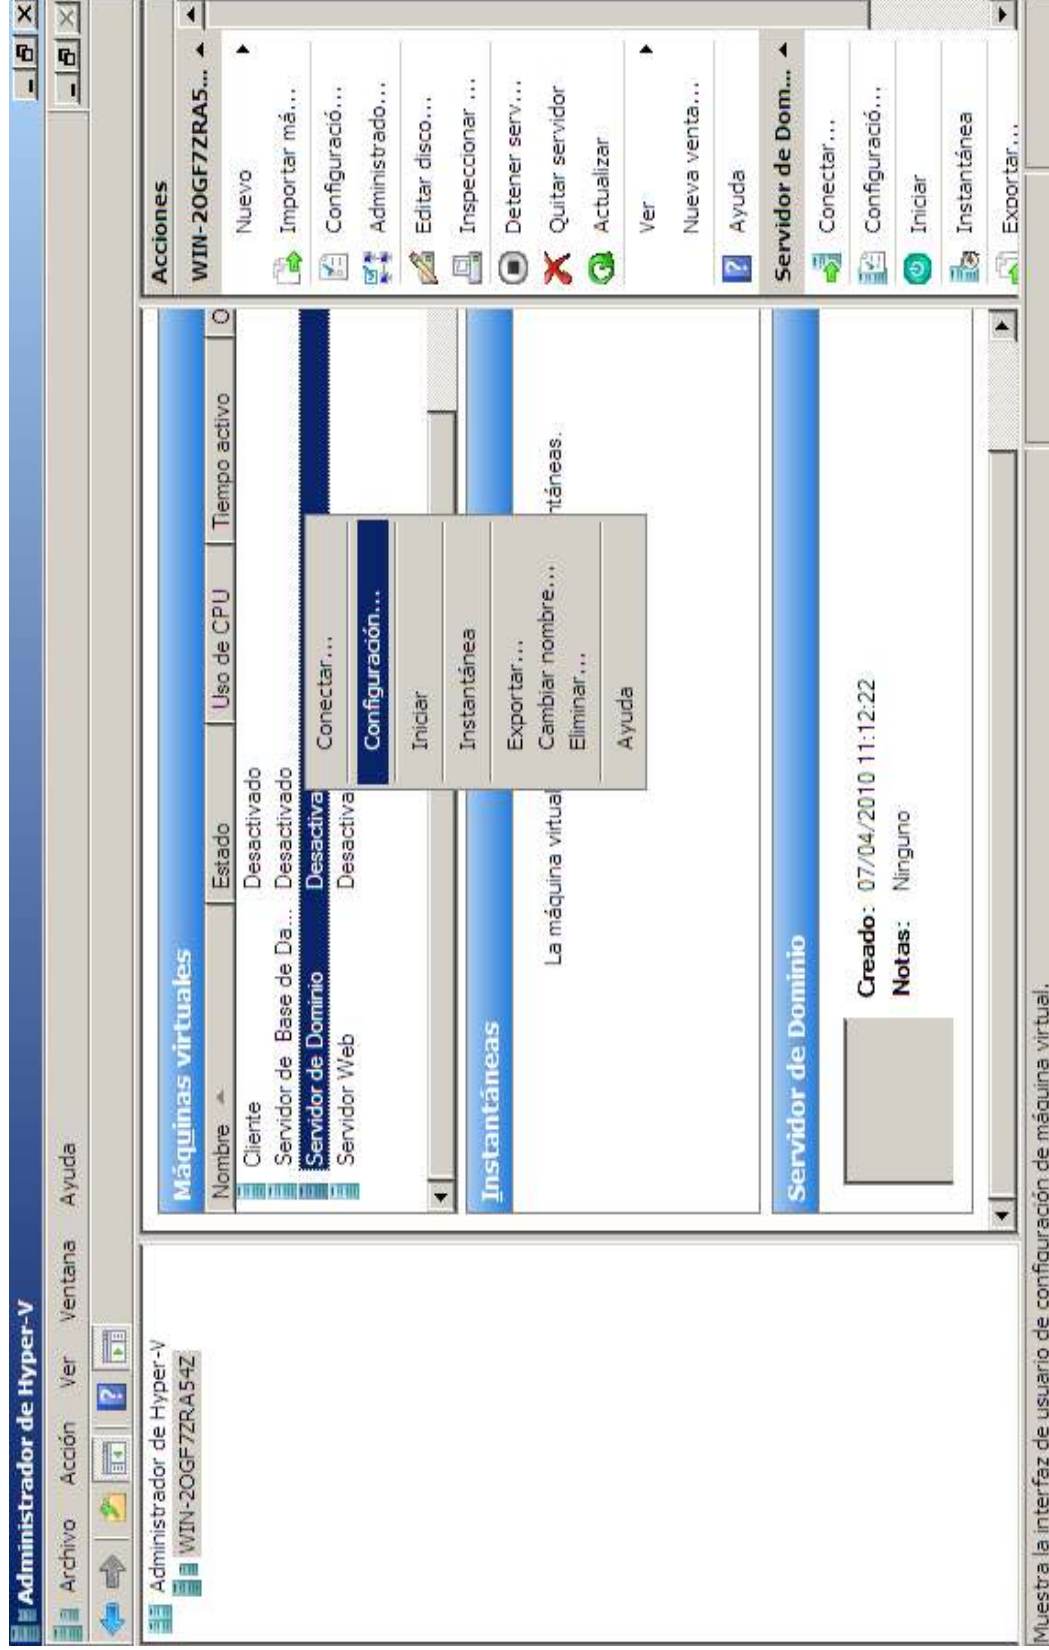 Administrador de Hyper-V
Archivo Acción Ver Ventana Ayuda
Administrador de Hyper-V
WIN-2OGF7ZRA54Z
Máquinas virtuales
Nombre Estado Uso de CPU Tiempo activo O
Cliente Desactivado
Servidor de Base de Da... Desactivado
Servidor de Dominio Desactiva
Servidor Web Desactiva
Conectar...
Configuración...
Iniciar
Instantánea
Exportar...
Cambiar nombre...
Eliminar...
Ayuda
Instantáneas
La máquina virtual ntáneas.
Servidor de Dominio
Creado: 07/04/2010 11:12:22
Notas: Ninguno
Acciones
WIN-2OGF7ZRA5...
Nuevo
Importar má...
Configuració...
Administrado...
Editar disco...
Inspeccionar ...
Detener serv...
Quitar servidor
Actualizar
Ver
Nueva venta...
Ayuda
Servidor de Dom...
Conectar...
Configuració...
Iniciar
Instantánea
Exportar...
Muestra la interfaz de usuario de configuración de máquina virtual.